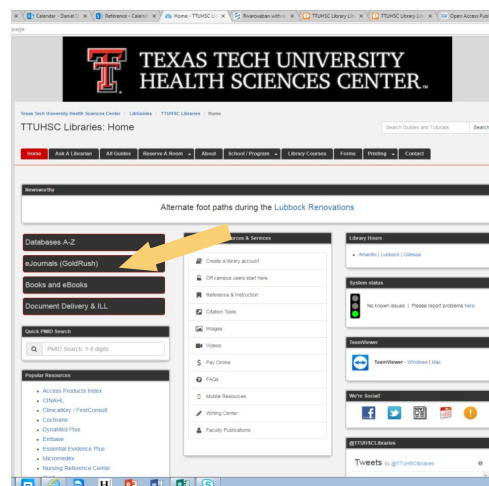 Calendar - Daniel
Reference - Calend
Home - TTUHSC Lib
Rivaroxaban with o
TTUHSC Library Lib
TTUHSC Library Lib
Open Access Publ
page
TEXAS TECH UNIVERSITY
HEALTH SCIENCES CENTER™
Texas Tech University Health Sciences Center / LibGuides / TTUHSC Libraries / Home
TTUHSC Libraries: Home
Search Guides and Tutorials
Search
Home
Ask A Librarian
All Guides
Reserve A Room
About
School / Program
Library Courses
Forms
Printing
Contact
Newsworthy
Alternate foot paths during the Lubbock Renovations
Databases A-Z
eJournals (GoldRush)
Books and eBooks
Document Delivery & ILL
Quick PMID Search
PMID Search. 1-8 digits
Popular Resources
Access Products Index
CINAHL
ClinicalKey / FirstConsult
Cochrane
DynaMed Plus
Embase
Essential Evidence Plus
Micromedex
Nursing Reference Center
& Services
Create a library account
Off campus users start here
Reference & Instruction
Citation Tools
Images
Videos
Pay Online
FAQs
Mobile Resources
Writing Center
Faculty Publications
Library Hours
Amarillo | Lubbock | Odessa
System status
No known issues | Please report problems here.
TeamViewer
TeamViewer - Windows | Mac
We're Social!
@TTUHSCLibraries
Tweets by @TTUHSClibraries